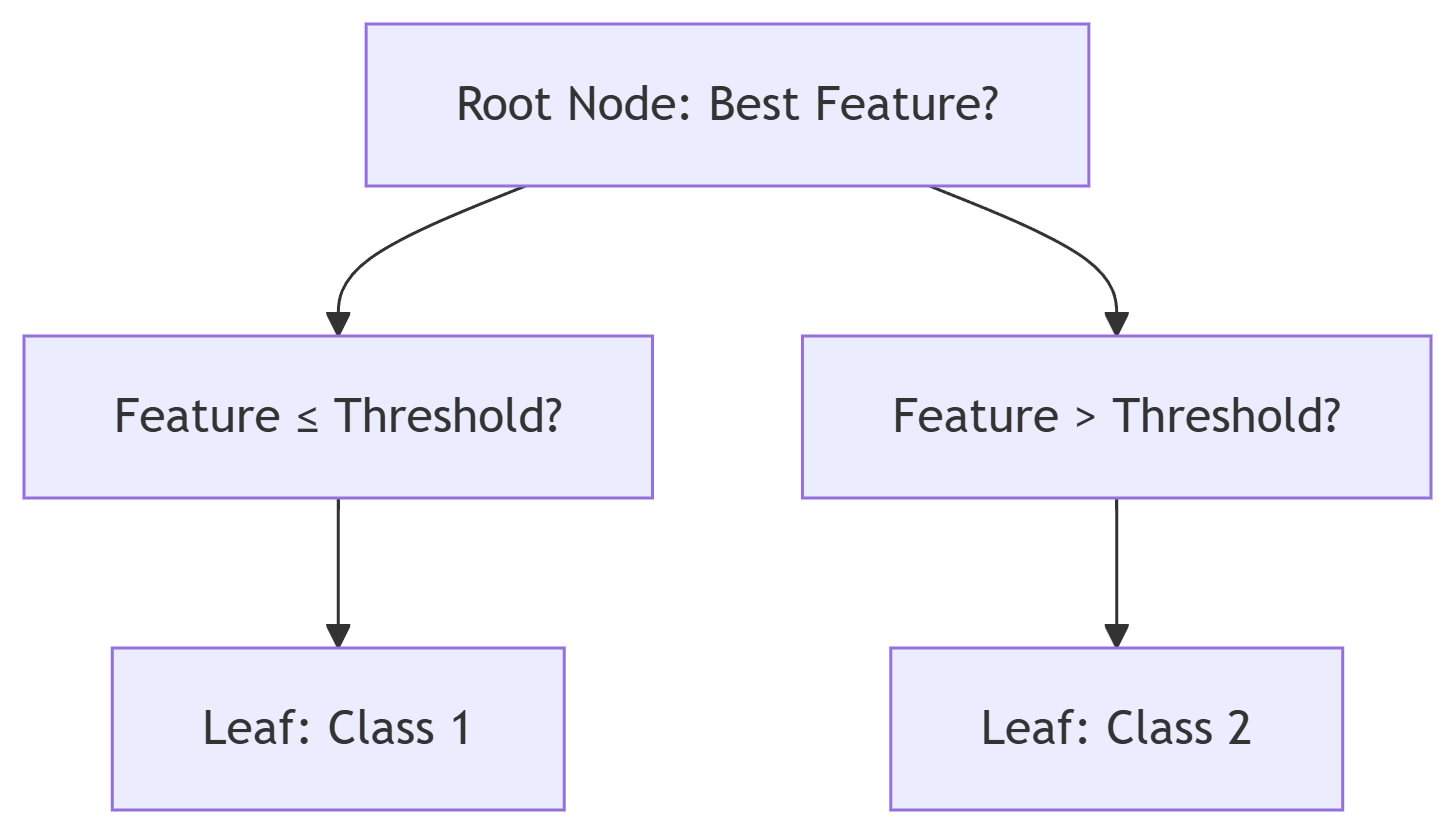 Root Node: Best Feature?
Feature ≤ Threshold?
Feature > Threshold?
Leaf: Class 1
Leaf: Class 2